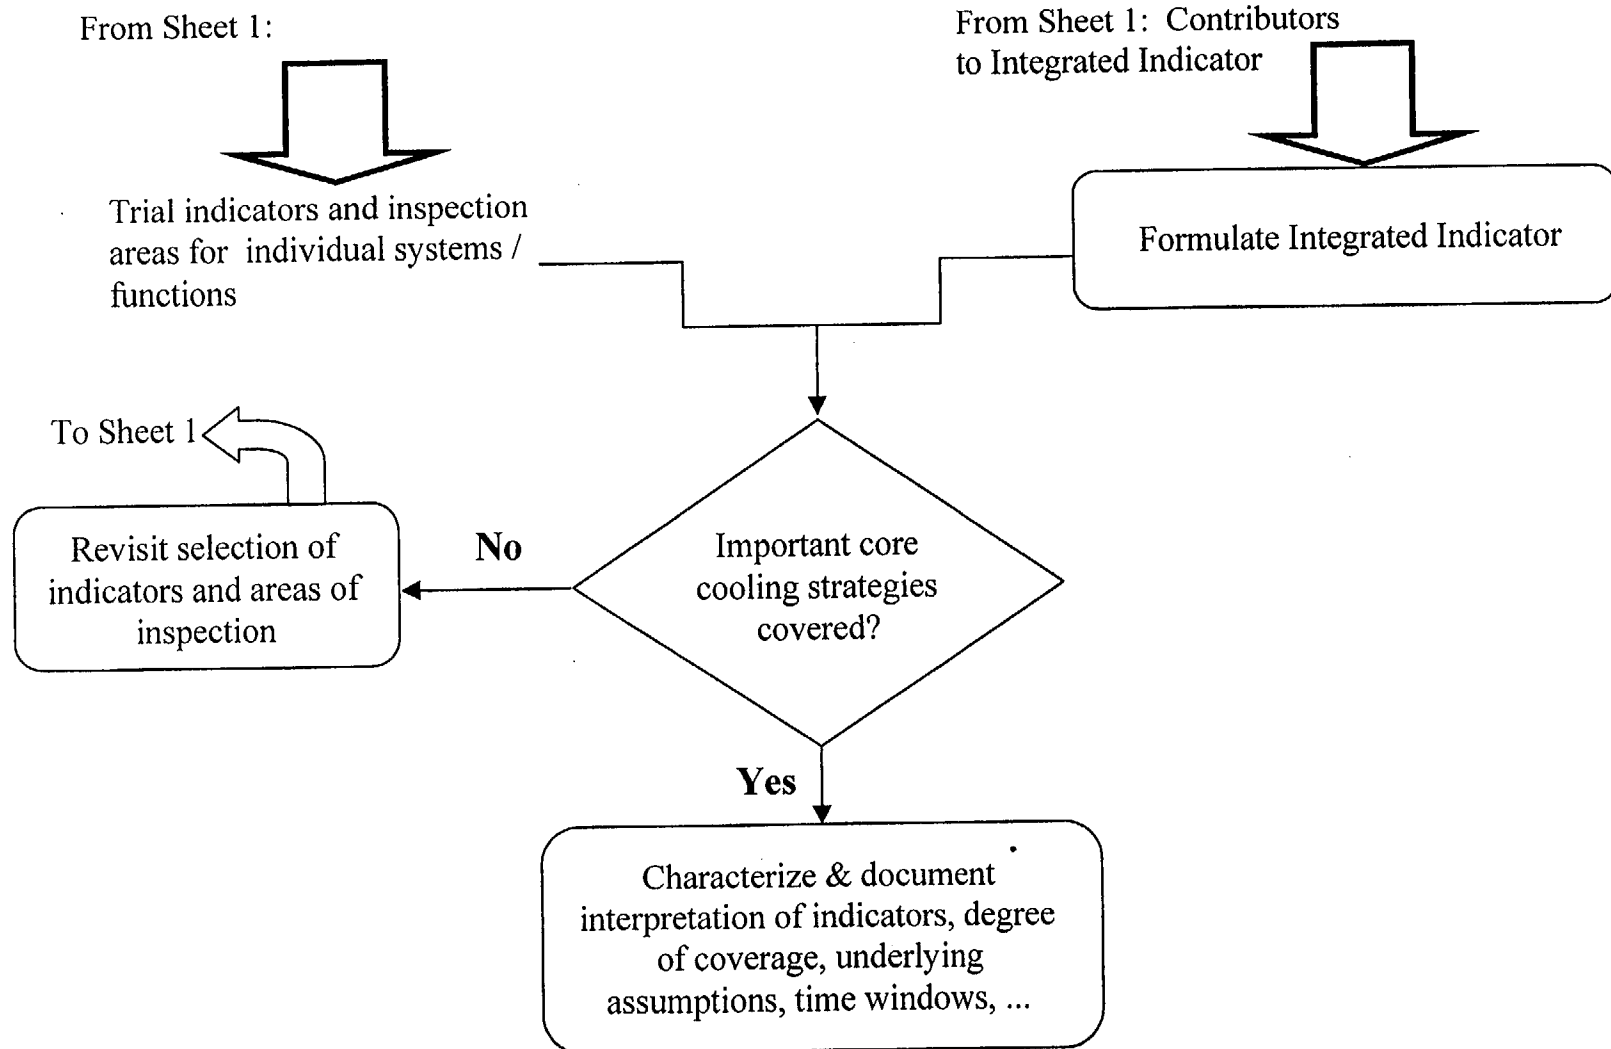 From Sheet 1:
From Sheet 1: Contributors
to Integrated Indicator
Trial indicators and inspection
areas for individual systems /
functions
Formulate Integrated Indicator
To Sheet 1
Revisit selection of
indicators and areas of
inspection
No
Important core
cooling strategies
covered?
Yes
Characterize & document
interpretation of indicators, degree
of coverage, underlying
assumptions, time windows, ...